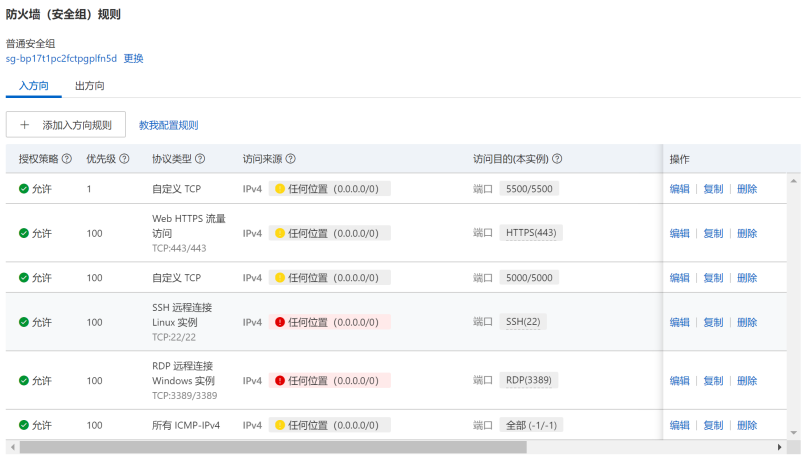 防火墙（安全组）规则
普通安全组
sg-bp17t1pc2fctpgplfn5d 更换
入方向 出方向
＋ 添加入方向规则 教我配置规则
授权策略 优先级 协议类型 访问来源 访问目的(本实例) 操作
允许 1 自定义 TCP IPv4 任何位置（0.0.0.0/0） 端口 5500/5500 编辑 复制 删除
Web HTTPS 流量
允许 100 访问 IPv4 任何位置（0.0.0.0/0） 端口 HTTPS(443) 编辑 复制 删除
TCP:443/443
允许 100 自定义 TCP IPv4 任何位置（0.0.0.0/0） 端口 5000/5000 编辑 复制 删除
SSH 远程连接
允许 100 Linux 实例 IPv4 任何位置（0.0.0.0/0） 端口 SSH(22) 编辑 复制 删除
TCP:22/22
RDP 远程连接
允许 100 Windows 实例 IPv4 任何位置（0.0.0.0/0） 端口 RDP(3389) 编辑 复制 删除
TCP:3389/3389
允许 100 所有 ICMP-IPv4 IPv4 任何位置（0.0.0.0/0） 端口 全部 (-1/-1) 编辑 复制 删除